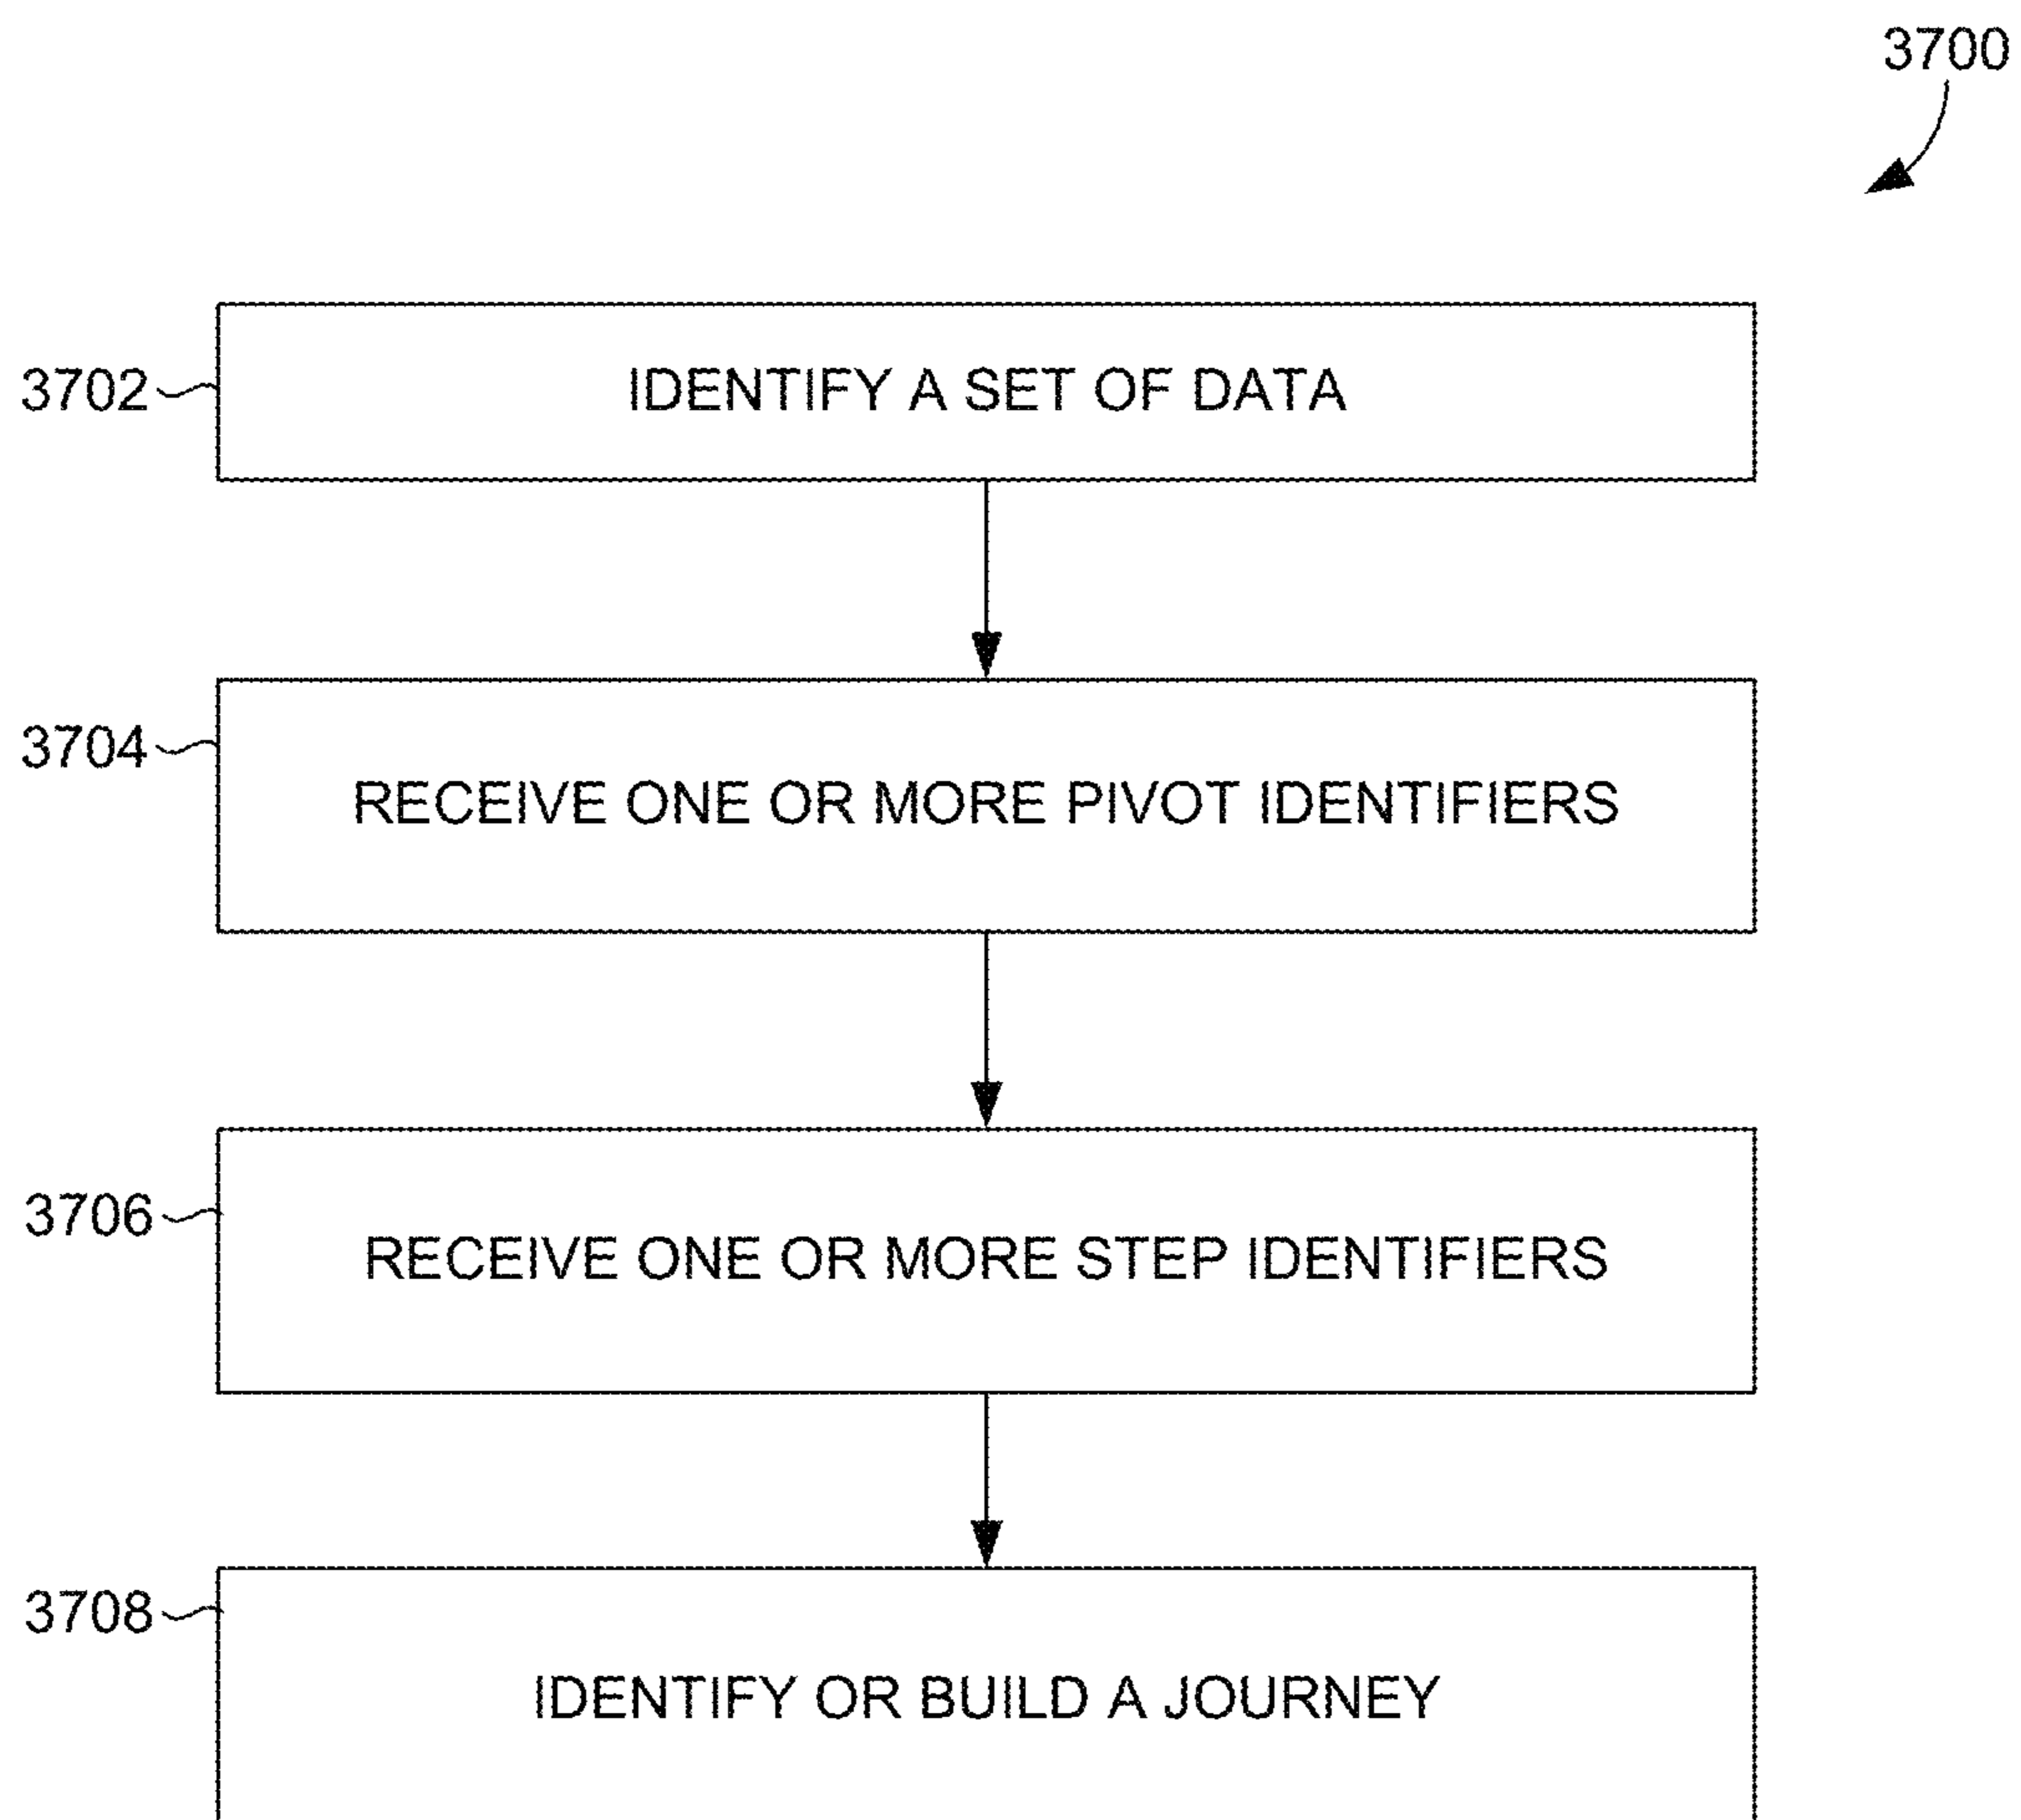 3700
3702
IDENTIFY A SET OF DATA
3704
RECEIVE ONE OR MORE PIVOT IDENTIFIERS
3706
RECEIVE ONE OR MORE STEP IDENTIFIERS
3708
IDENTIFY OR BUILD A JOURNEY